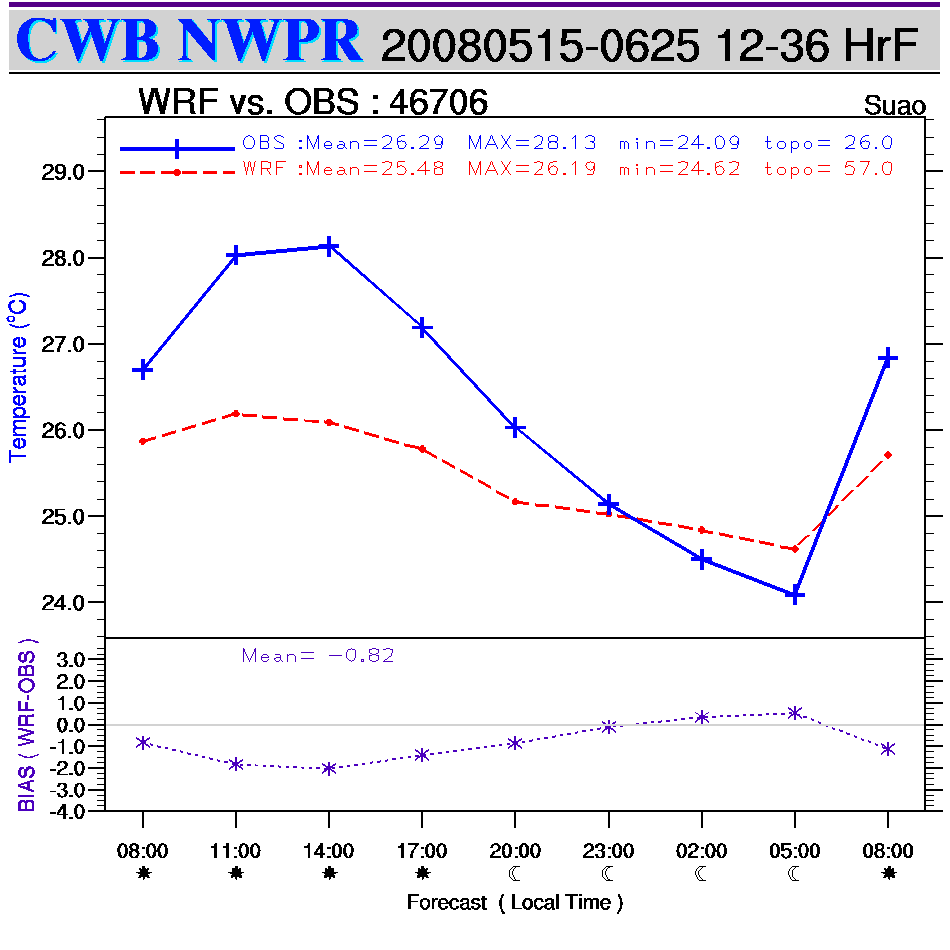 CWB NWPR 20080515-0625 12-36 HrF
WRF vs. OBS : 46706
Suao
OBS :Mean=26.29 MAX=28.13 min=24.09 topo= 26.0
WRF :Mean=25.48 MAX=26.19 min=24.62 topo= 57.0
29.0
28.0
27.0
26.0
25.0
24.0
Temperature (°C)
Mean= -0.82
3.0
2.0
1.0
0.0
-1.0
-2.0
-3.0
-4.0
BIAS ( WRF-OBS )
08:00 11:00 14:00 17:00 20:00 23:00 02:00 05:00 08:00
Forecast ( Local Time )